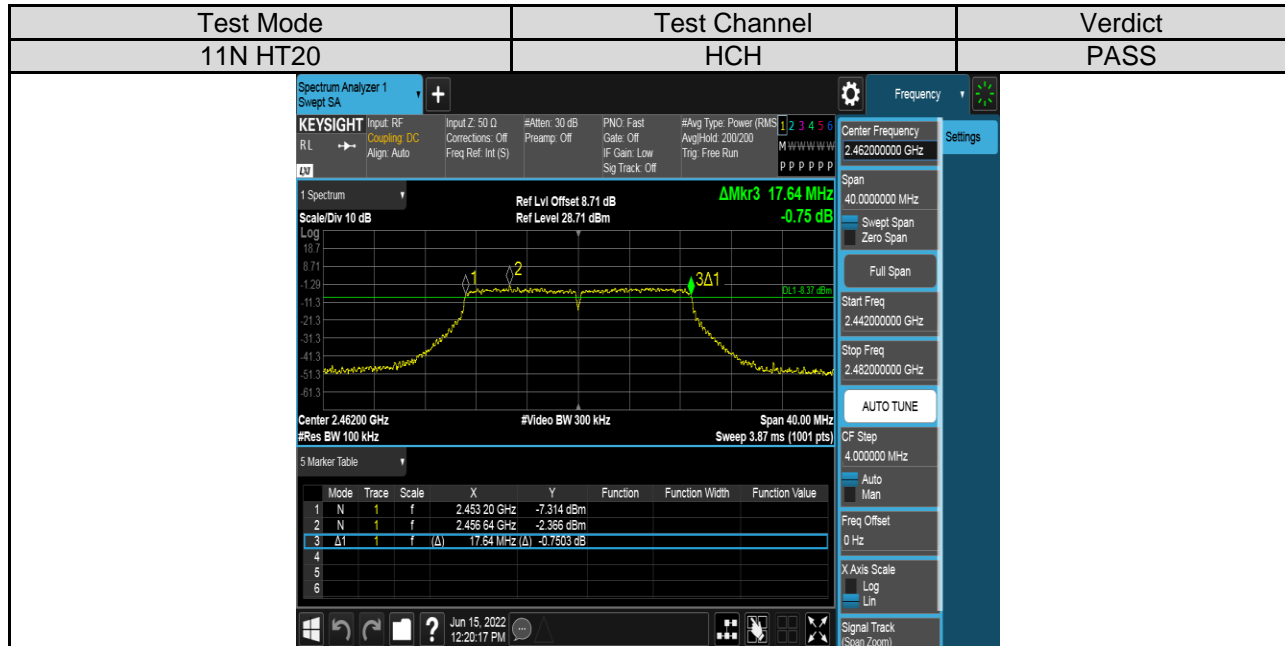 Test Mode Test Channel Verdict
11N HT20 HCH PASS
Spectrum Analyzer 1
Swept SA
+
Frequency
KEYSIGHT Input: RF Input Z: 50 Ω #Atten: 30 dB PNO: Fast #Avg Type: Power (RMS 1 2 3 4 5 6
RL Coupling: DC Corrections: Off Preamp: Off Gate: Off Avg|Hold: 200/200 M W W W W W
Align: Auto Freq Ref: Int (S) IF Gain: Low Trig: Free Run
LXI Sig Track: Off P P P P P P
Center Frequency
2.462000000 GHz
Settings
1 Spectrum Ref Lvl Offset 8.71 dB ΔMkr3 17.64 MHz
Scale/Div 10 dB Ref Level 28.71 dBm -0.75 dB
Log
18.7
8.71
-1.29
-11.3
-21.3
-31.3
-41.3
-51.3
-61.3
1
2
3Δ1
DL1 -8.37 dBm
Center 2.46200 GHz #Video BW 300 kHz Span 40.00 MHz
#Res BW 100 kHz Sweep 3.87 ms (1001 pts)
Span
40.0000000 MHz
Swept Span
Zero Span
Full Span
Start Freq
2.442000000 GHz
Stop Freq
2.482000000 GHz
AUTO TUNE
CF Step
4.000000 MHz
Auto
Man
Freq Offset
0 Hz
X Axis Scale
Log
Lin
Signal Track
(Span Zoom)
5 Marker Table
Mode Trace Scale X Y Function Function Width Function Value
1 N 1 f 2.453 20 GHz -7.314 dBm
2 N 1 f 2.456 64 GHz -2.366 dBm
3 Δ1 1 f (Δ) 17.64 MHz (Δ) -0.7503 dB
4
5
6
? Jun 15, 2022
12:20:17 PM